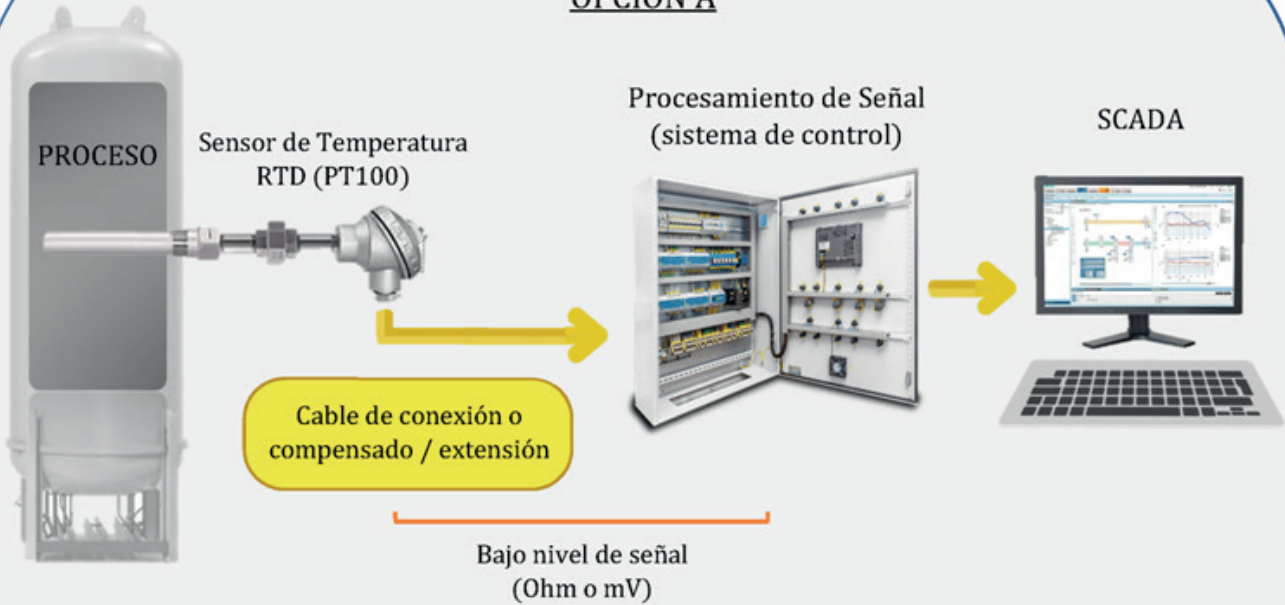 OPCIÓN A
Procesamiento de Señal
(sistema de control)
SCADA
PROCESO
Sensor de Temperatura
RTD (PT100)
Cable de conexión o
compensado / extensión
Bajo nivel de señal
(Ohm o mV)